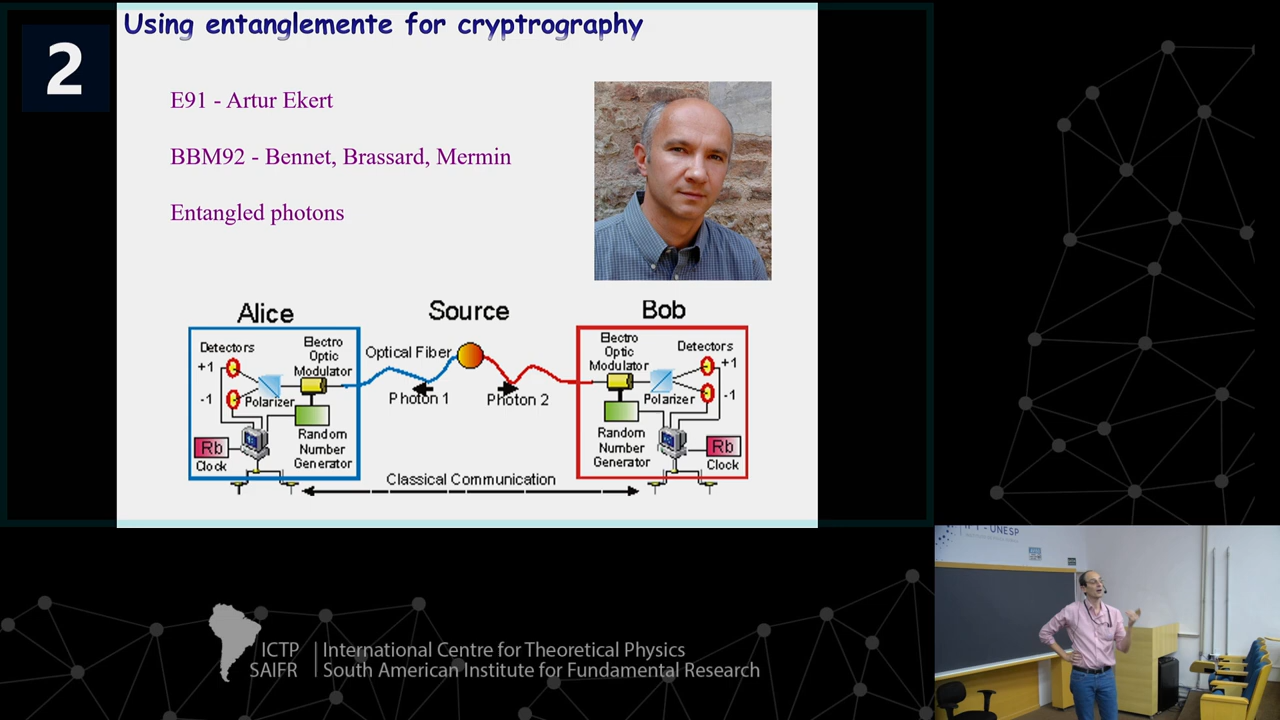 Using entanglemente for cryptrography
2
E91 - Artur Ekert
BBM92 - Bennet, Brassard, Mermin
Entangled photons
Alice
Source
Bob
Detectors
+1
-1
Polarizer
Electro
Optic
Modulator
Random
Number
Generator
Rb
Clock
Optical Fiber
Photon 1
Photon 2
Electro
Optic
Modulator
Detectors
+1
-1
Polarizer
Random
Number
Generator
Rb
Clock
Classical Communication
UNESP
ICTP
SAIFR
International Centre for Theoretical Physics
South American Institute for Fundamental Research